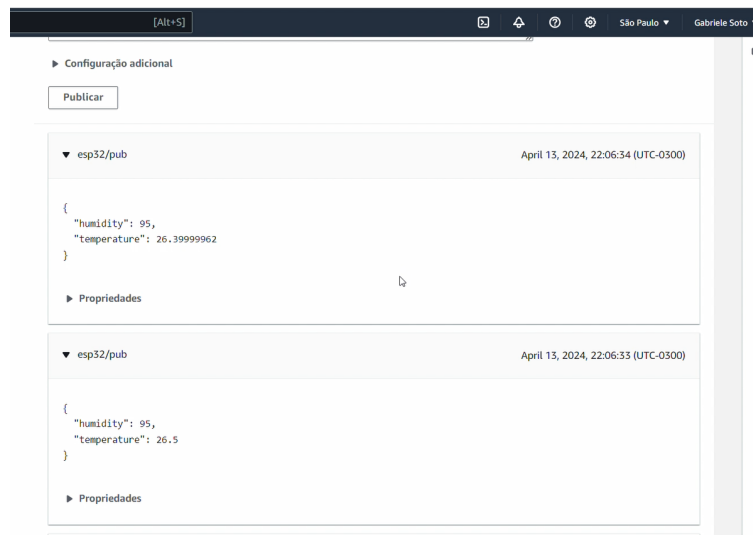 [Alt+S]
São Paulo ▼ Gabriele Soto
▶ Configuração adicional
Publicar
▼ esp32/pub April 13, 2024, 22:06:34 (UTC-0300)
{
"humidity": 95,
"temperature": 26.39999962
}
▶ Propriedades
▼ esp32/pub April 13, 2024, 22:06:33 (UTC-0300)
{
"humidity": 95,
"temperature": 26.5
}
▶ Propriedades